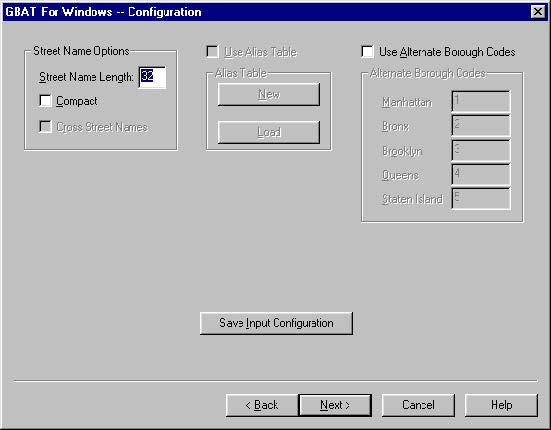 GBAT For Windows -- Configuration
Street Name Options
Street Name Length: 32
Compact
Cross Street Names
Use Alias Table
Alias Table
New
Load
Use Alternate Borough Codes
Alternate Borough Codes
Manhattan 1
Bronx 2
Brooklyn 3
Queens 4
Staten Island 5
Save Input Configuration
< Back
Next >
Cancel
Help